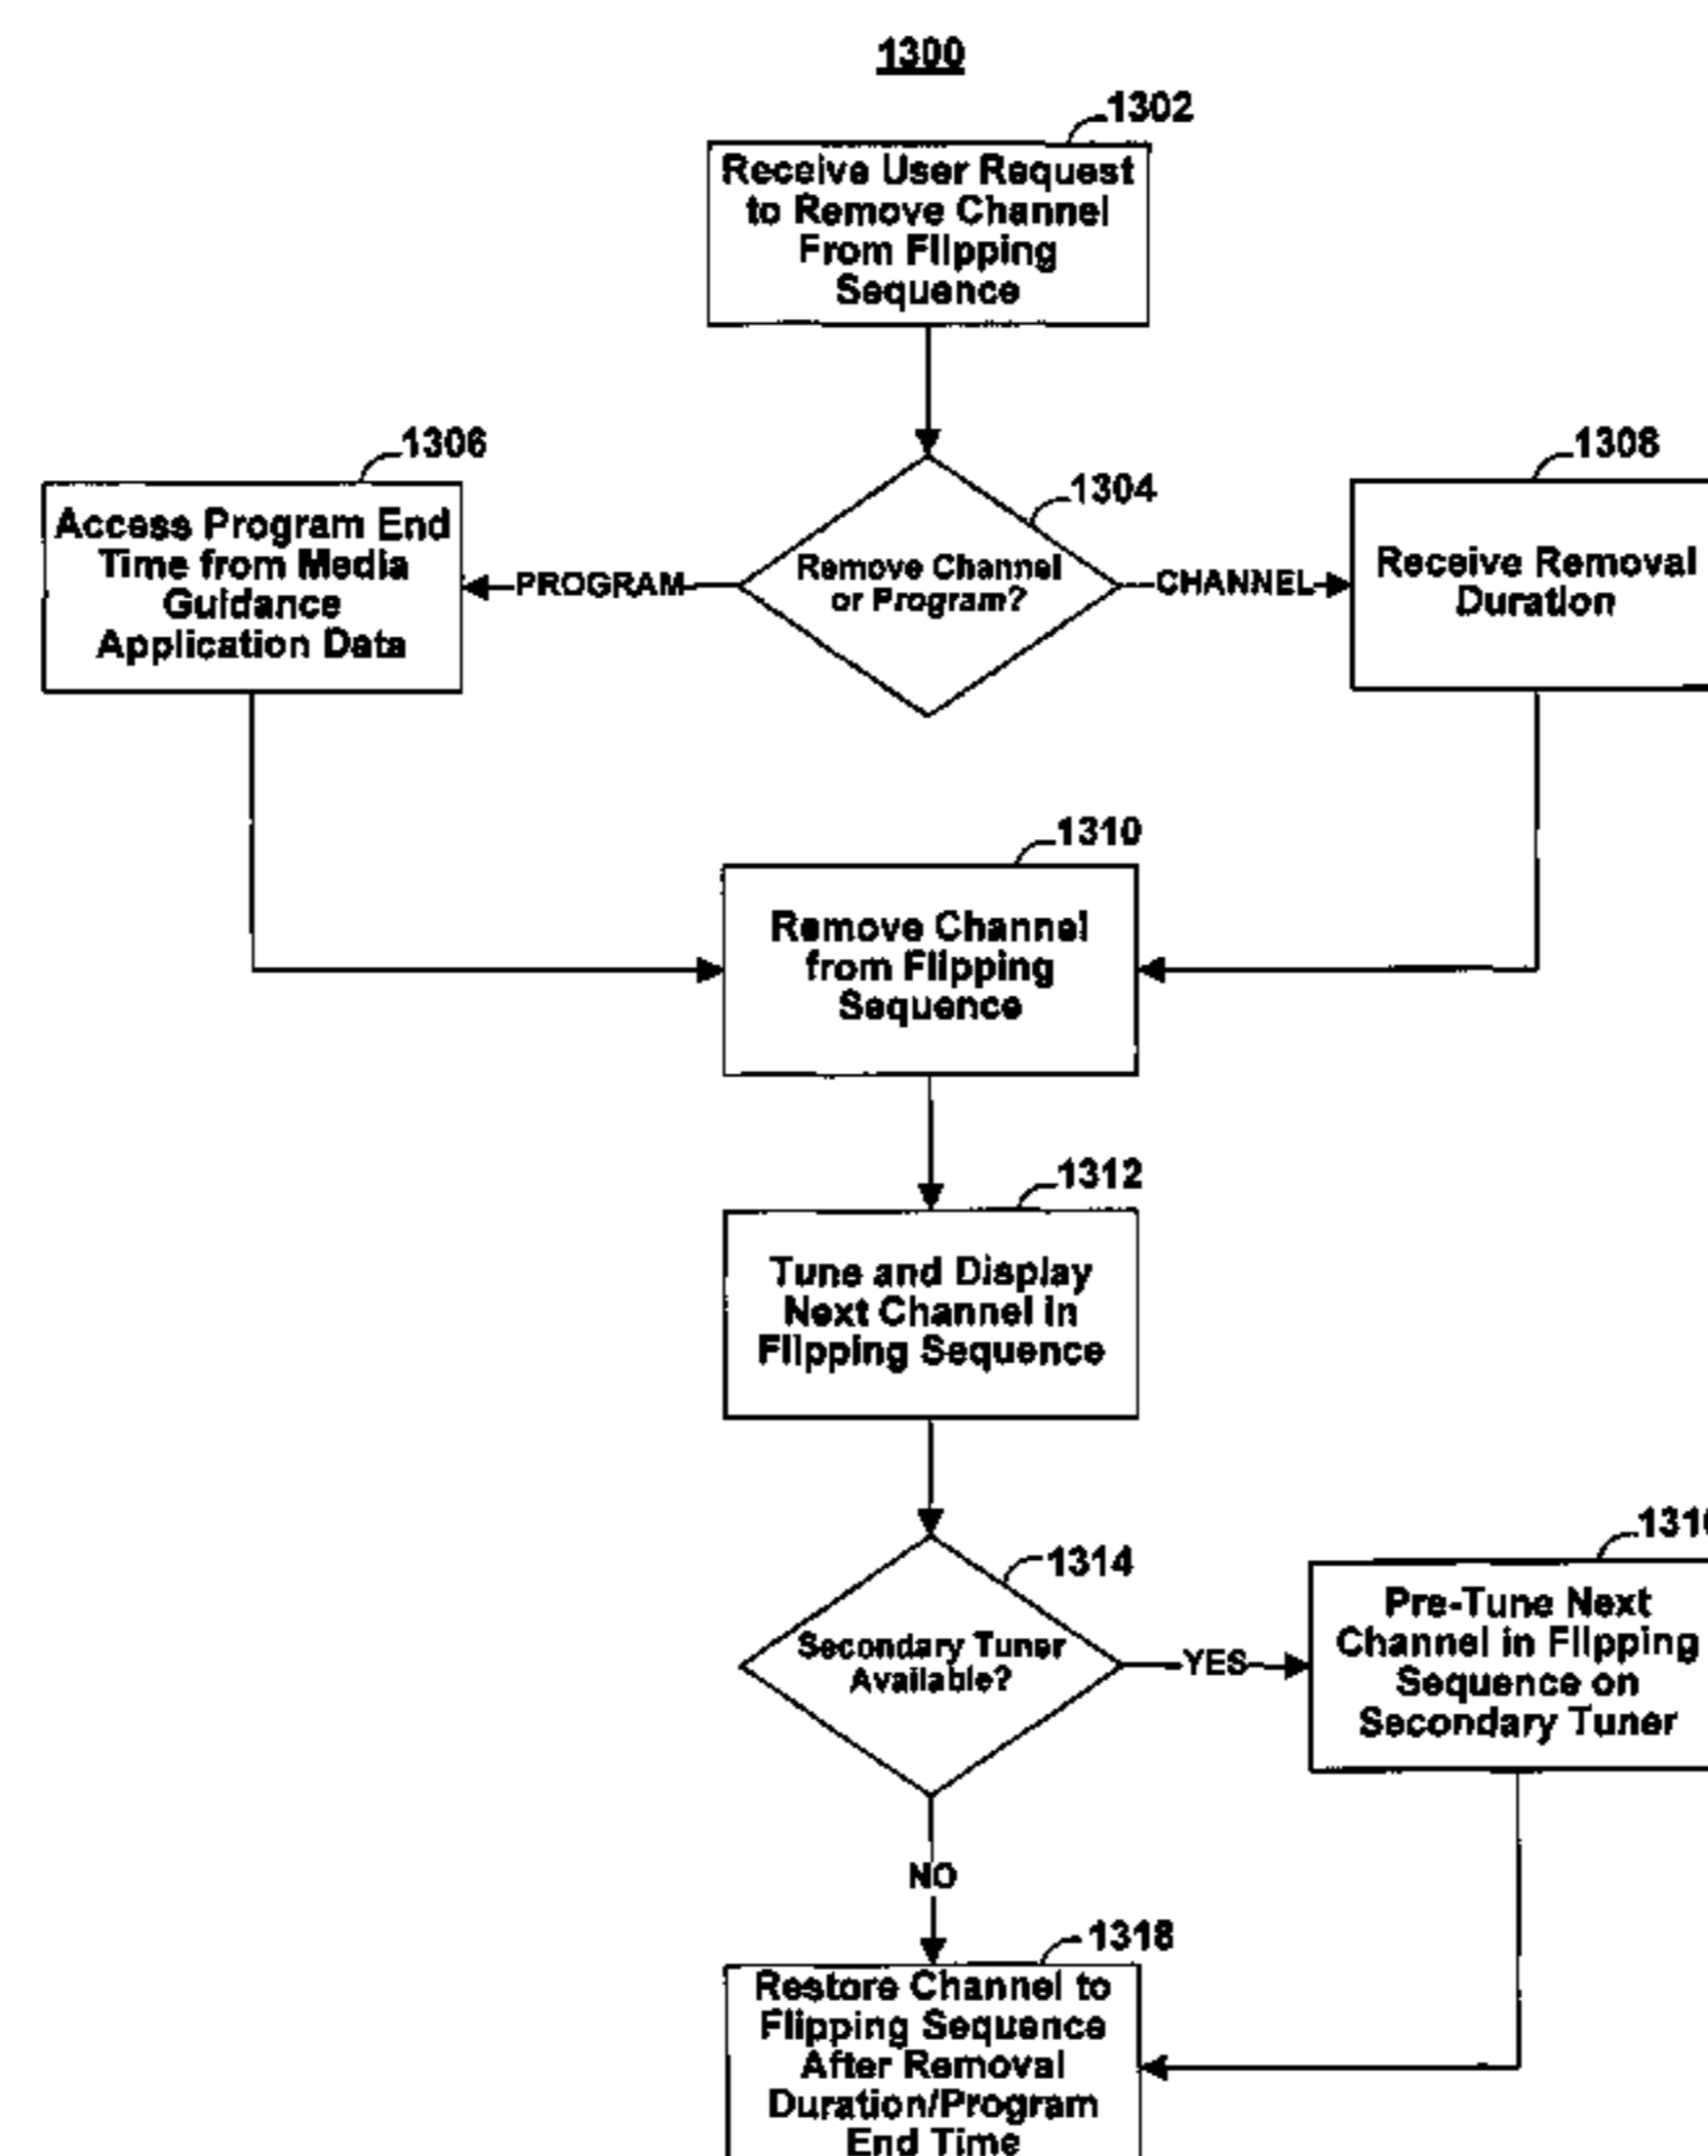 1300
1302
Receive User Request
to Remove Channel
From Flipping
Sequence
1306
1304
1308
Access Program End
Time from Media
Guidance
Application Data
PROGRAM
Remove Channel
or Program?
CHANNEL
Receive Removal
Duration
1310
Remove Channel
from Flipping
Sequence
1312
Tune and Display
Next Channel in
Flipping Sequence
1314
Secondary Tuner
Available?
YES
Pre-Tune Next
Channel in Flipping
Sequence on
Secondary Tuner
NO
1318
Restore Channel to
Flipping Sequence
After Removal
Duration/Program
End Time